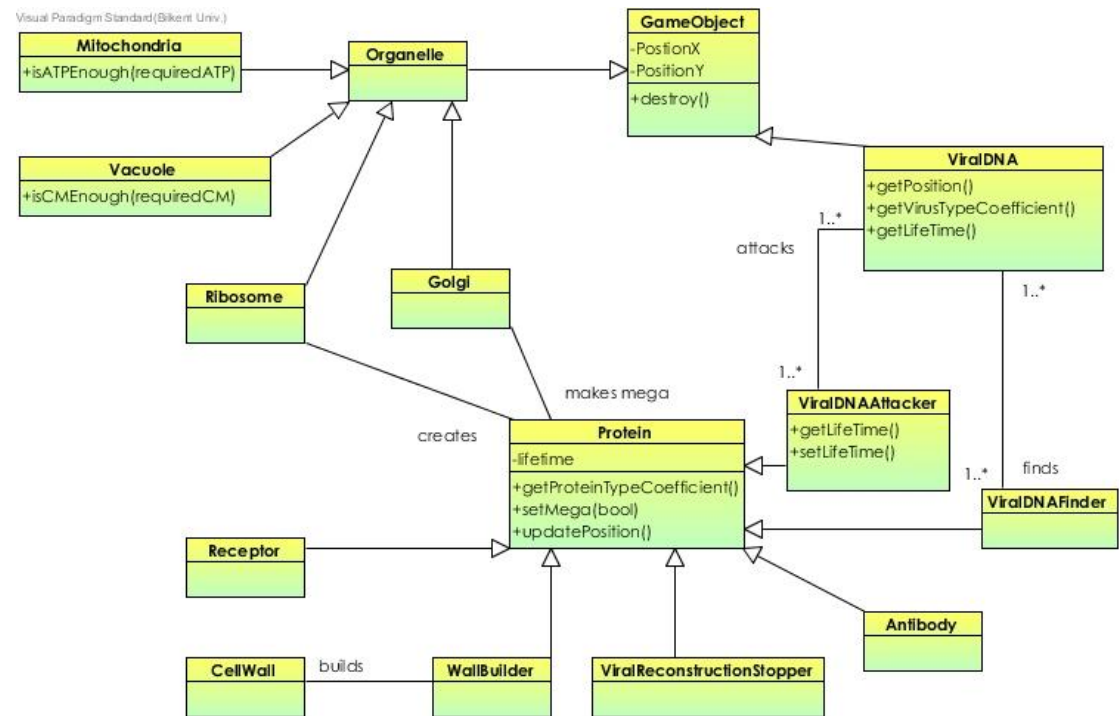 Visual Paradigm Standard(Bilkent Univ.)
Mitochondria
+isATPEnough(requiredATP)
Organelle
GameObject
-PostionX
-PositionY
+destroy()
Vacuole
+isCMEnough(requiredCM)
ViralDNA
+getPosition()
+getVirusTypeCoefficient()
+getLifeTime()
1..*
attacks
1..*
Ribosome
Golgi
1..*
makes mega
ViralDNAAttacker
+getLifeTime()
+setLifeTime()
creates
Protein
-lifetime
+getProteinTypeCoefficient()
+setMega(bool)
+updatePosition()
1..*
finds
ViralDNAFinder
Receptor
Antibody
CellWall
builds
WallBuilder
ViralReconstructionStopper